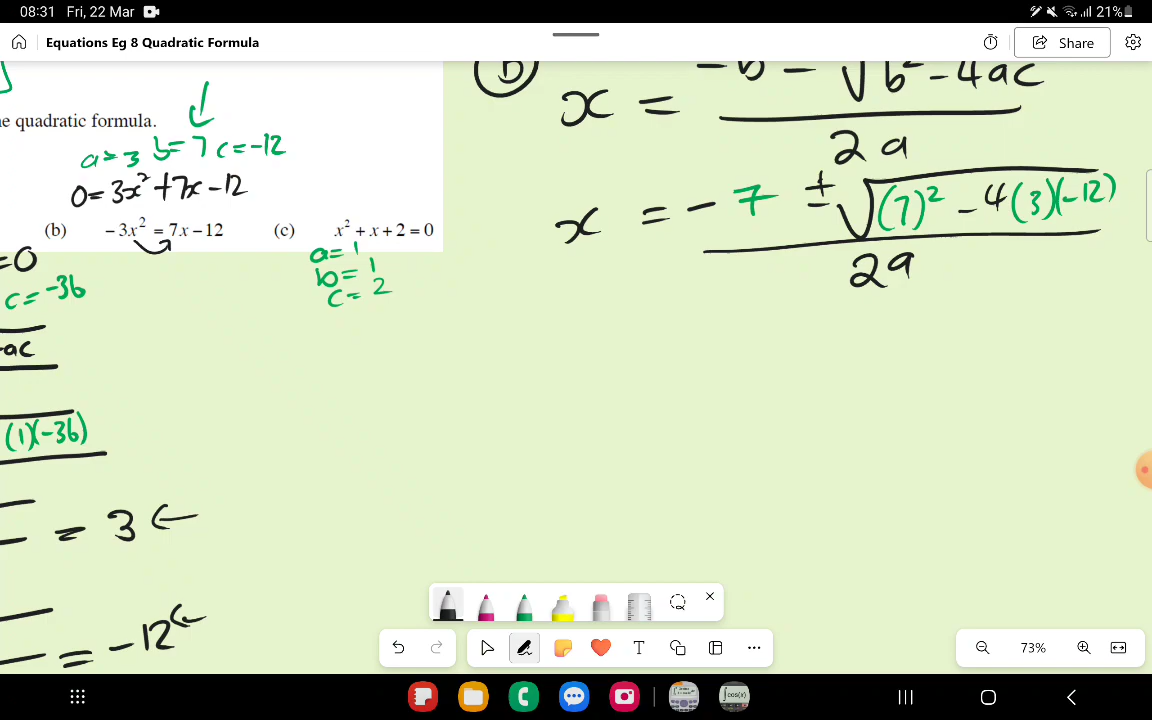 08:31 Fri, 22 Mar 21%
Equations Eg 8 Quadratic Formula
Share
e quadratic formula.
a=3 b=7 c=-12
0=3x²+7x-12
(b) -3x² = 7x - 12 (c) x² + x + 2 = 0
a=1
b=1
c=2
=0
c=-36
ac
(1)(-36)
= 3 ←
= -12 ←
(b)
x = -b - √b²-4ac
2a
x = -7 ± √(7)² - 4(3)(-12)
2a
T
73%
cos(x)